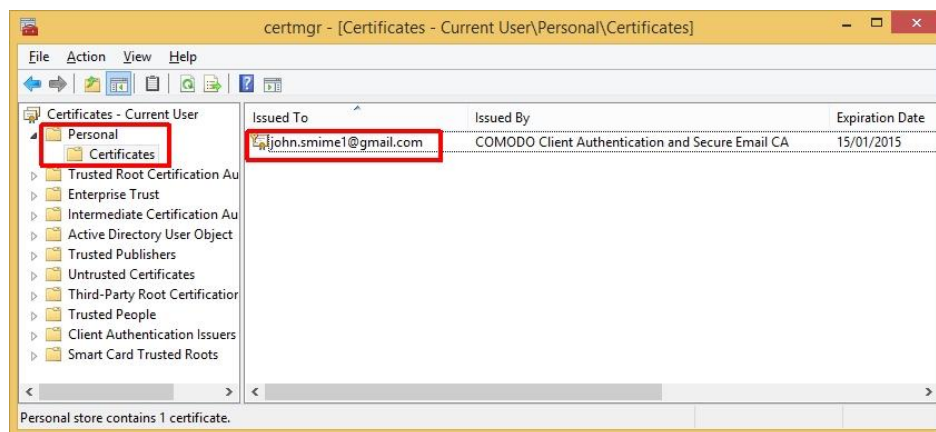 certmgr - [Certificates - Current User\Personal\Certificates]
File Action View Help
Certificates - Current User
Personal
Certificates
Trusted Root Certification Au
Enterprise Trust
Intermediate Certification Au
Active Directory User Object
Trusted Publishers
Untrusted Certificates
Third-Party Root Certification
Trusted People
Client Authentication Issuers
Smart Card Trusted Roots
Issued To Issued By Expiration Date
john.smime1@gmail.com COMODO Client Authentication and Secure Email CA 15/01/2015
Personal store contains 1 certificate.